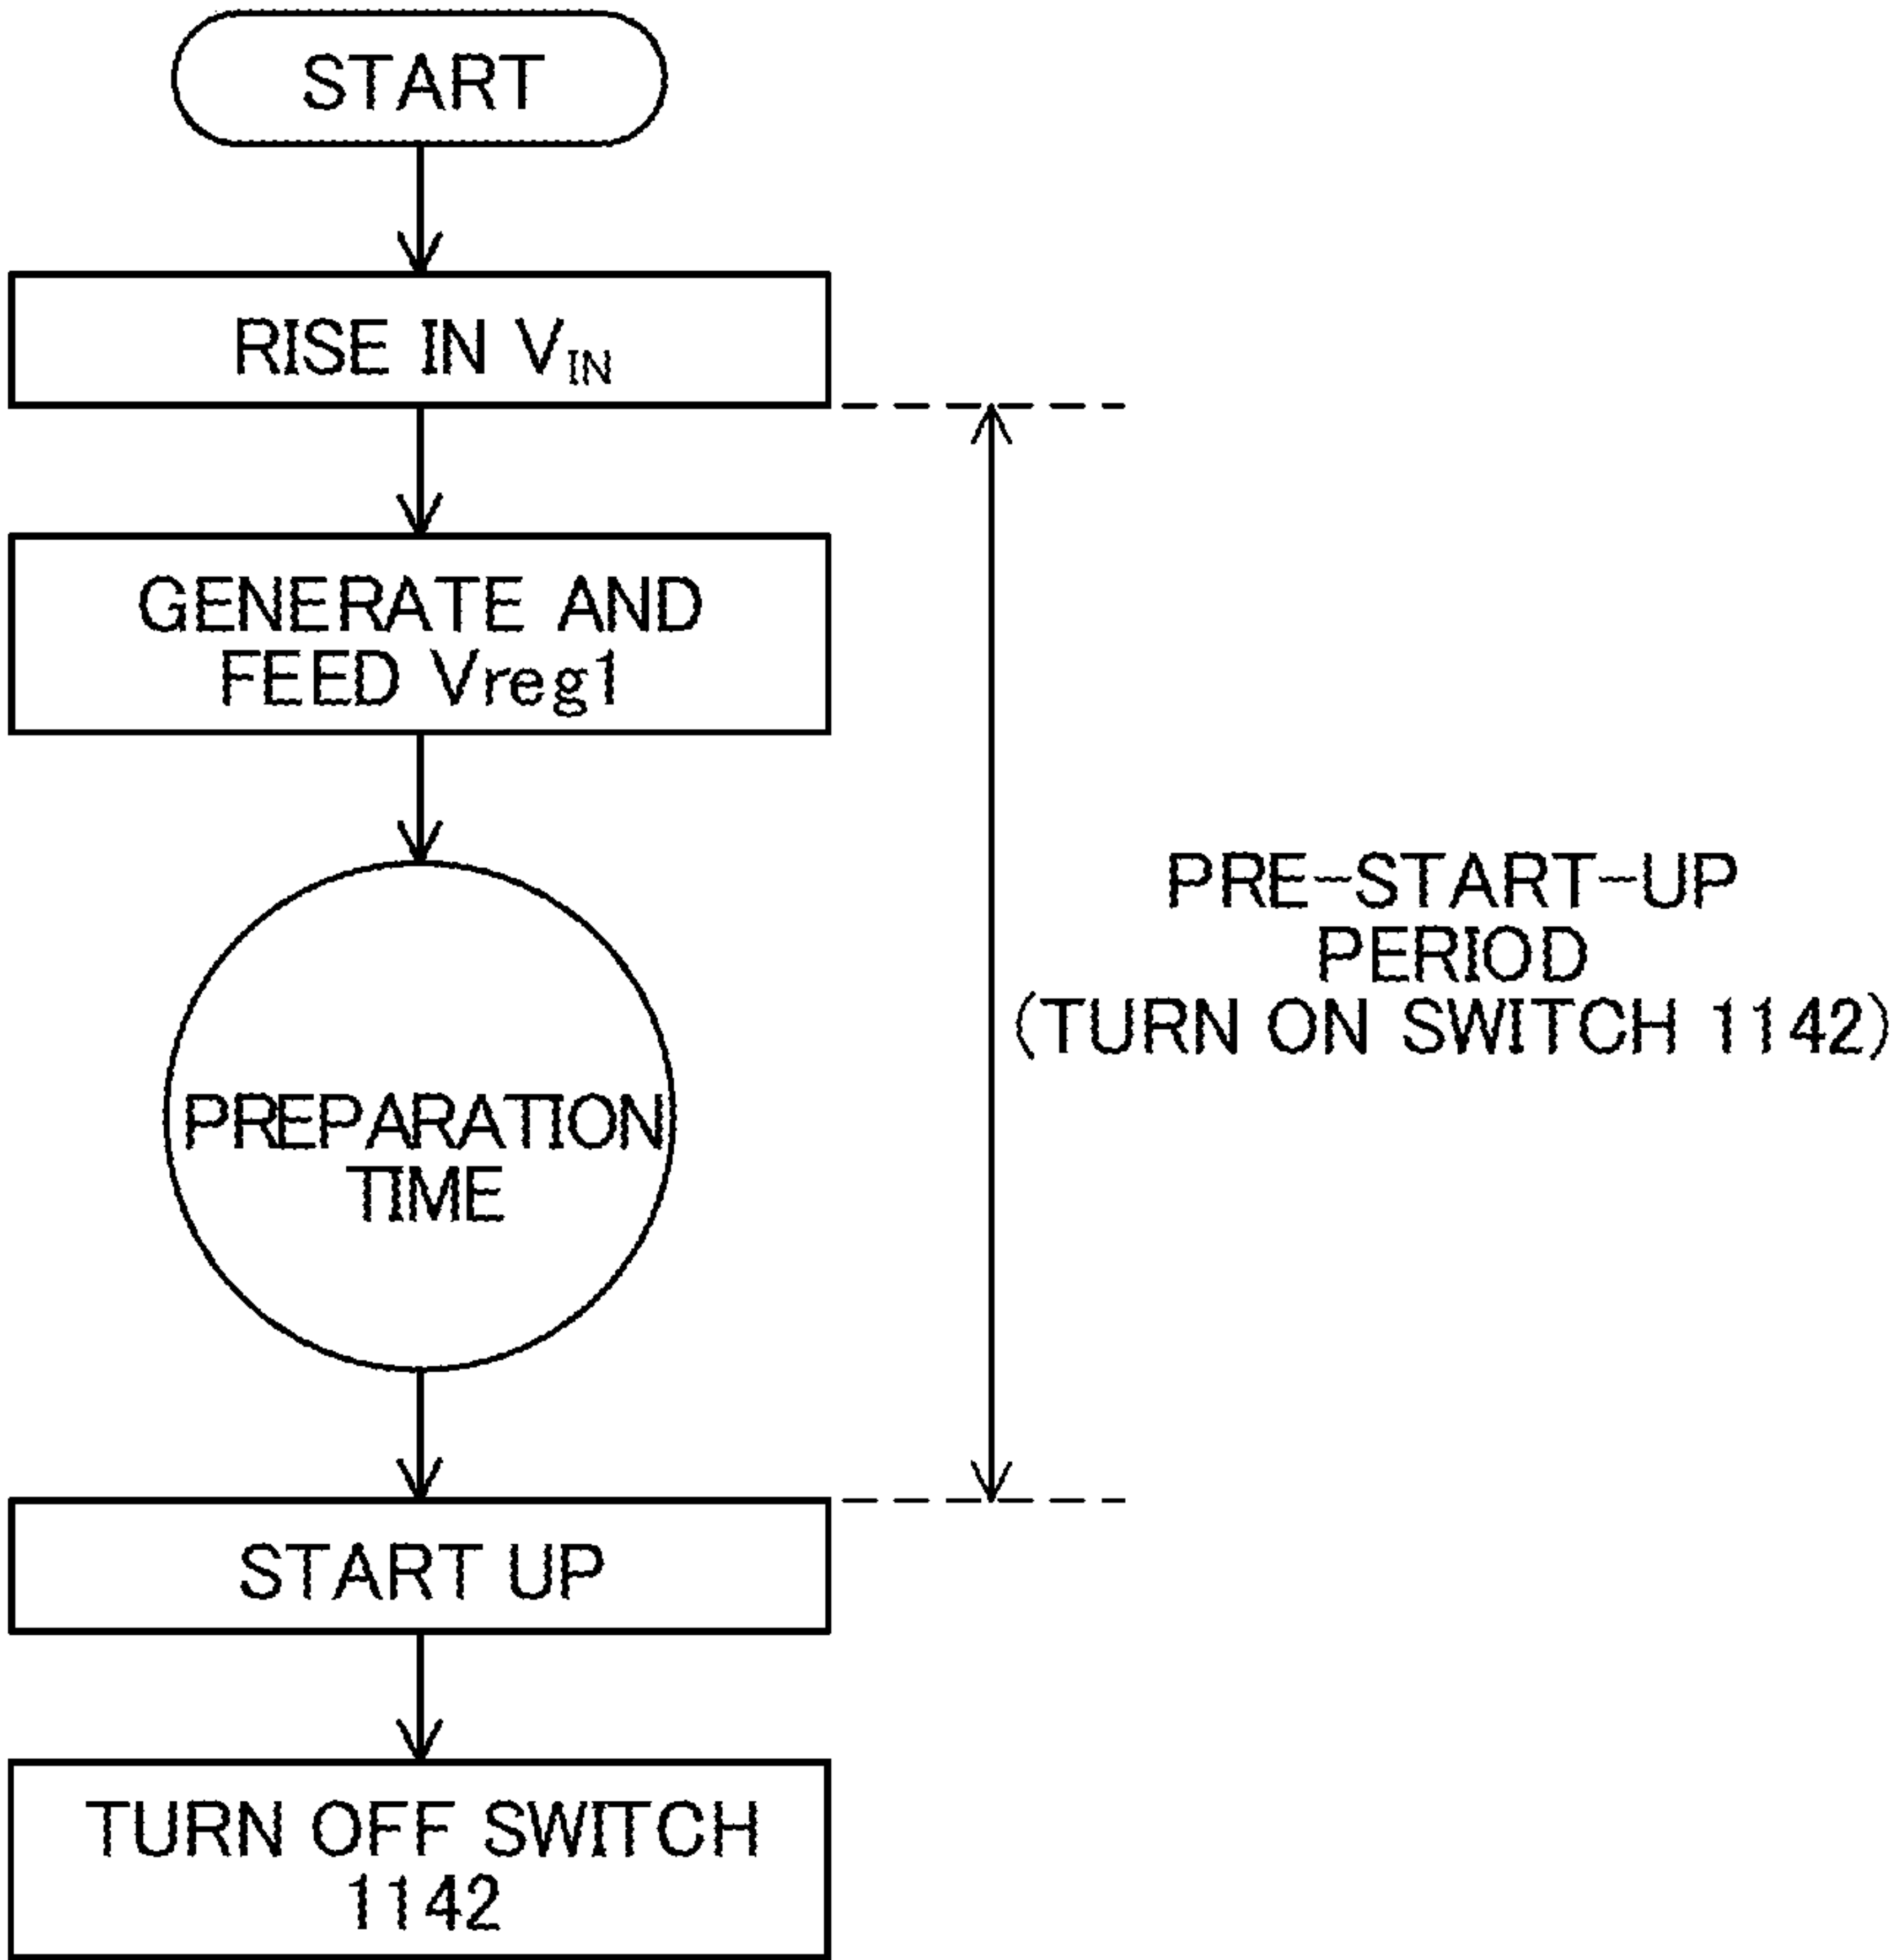 START
RISE IN VIN
GENERATE AND
FEED Vreg1
PREPARATION
TIME
PRE-START-UP
PERIOD
(TURN ON SWITCH 1142)
START UP
TURN OFF SWITCH
1142